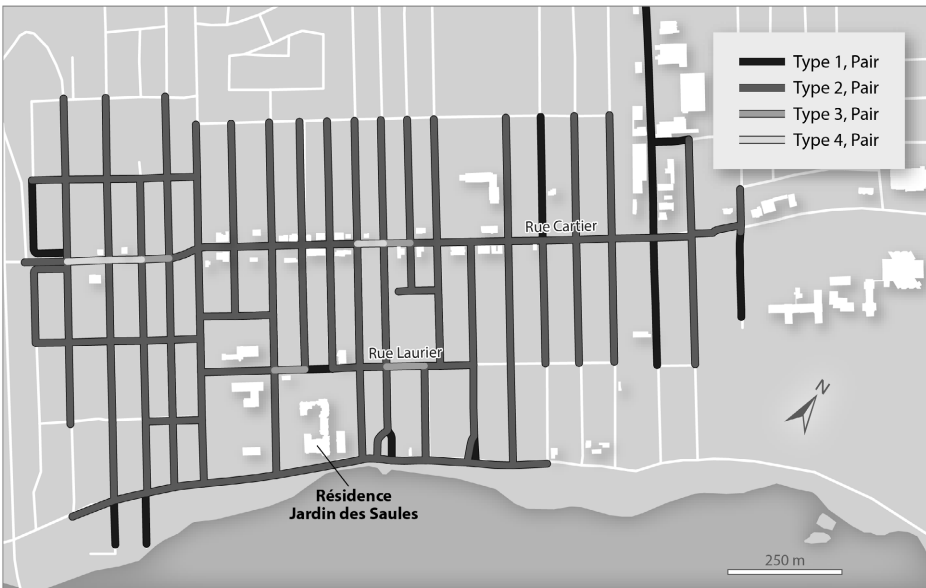 Type 1, Pair
Type 2, Pair
Type 3, Pair
Type 4, Pair
Rue Cartier
Rue Laurier
N
Résidence
Jardin des Saules
250 m